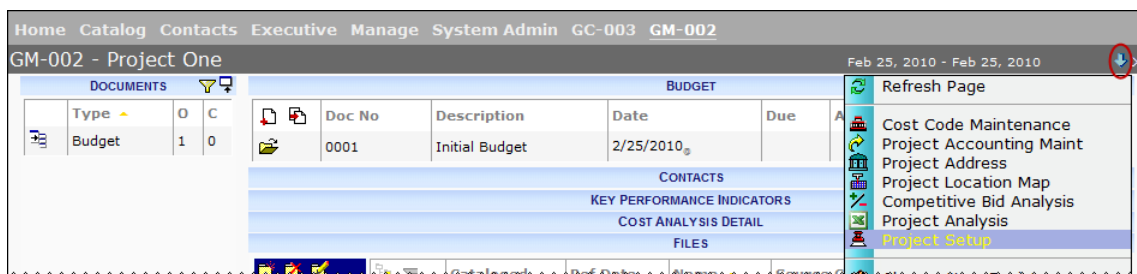 Home Catalog Contacts Executive Manage System Admin GC-003 GM-002
GM-002 - Project One
Feb 25, 2010 - Feb 25, 2010
DOCUMENTS
Type O C
Budget 1 0
BUDGET
Doc No Description Date Due A
0001 Initial Budget 2/25/2010
CONTACTS
KEY PERFORMANCE INDICATORS
COST ANALYSIS DETAIL
FILES
Refresh Page
Cost Code Maintenance
Project Accounting Maint
Project Address
Project Location Map
Competitive Bid Analysis
Project Analysis
Project Setup